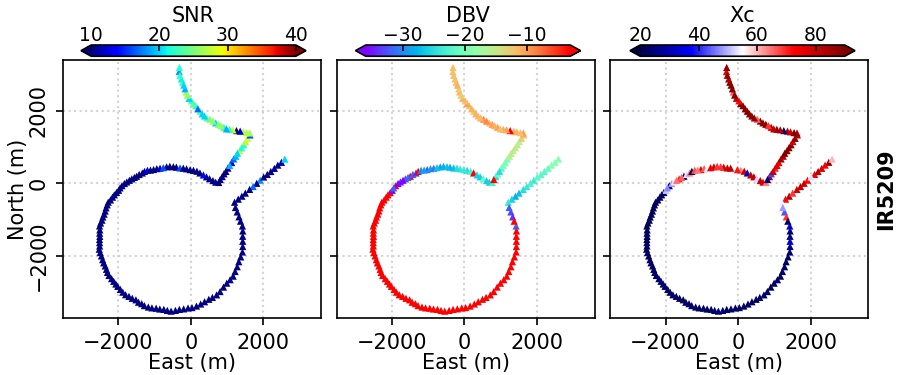 SNR DBV Xc
10 20 30 40 −30 −20 −10 20 40 60 80
2000
0
−2000
North (m)
IR5209
−2000 0 2000 −2000 0 2000 −2000 0 2000
East (m) East (m) East (m)